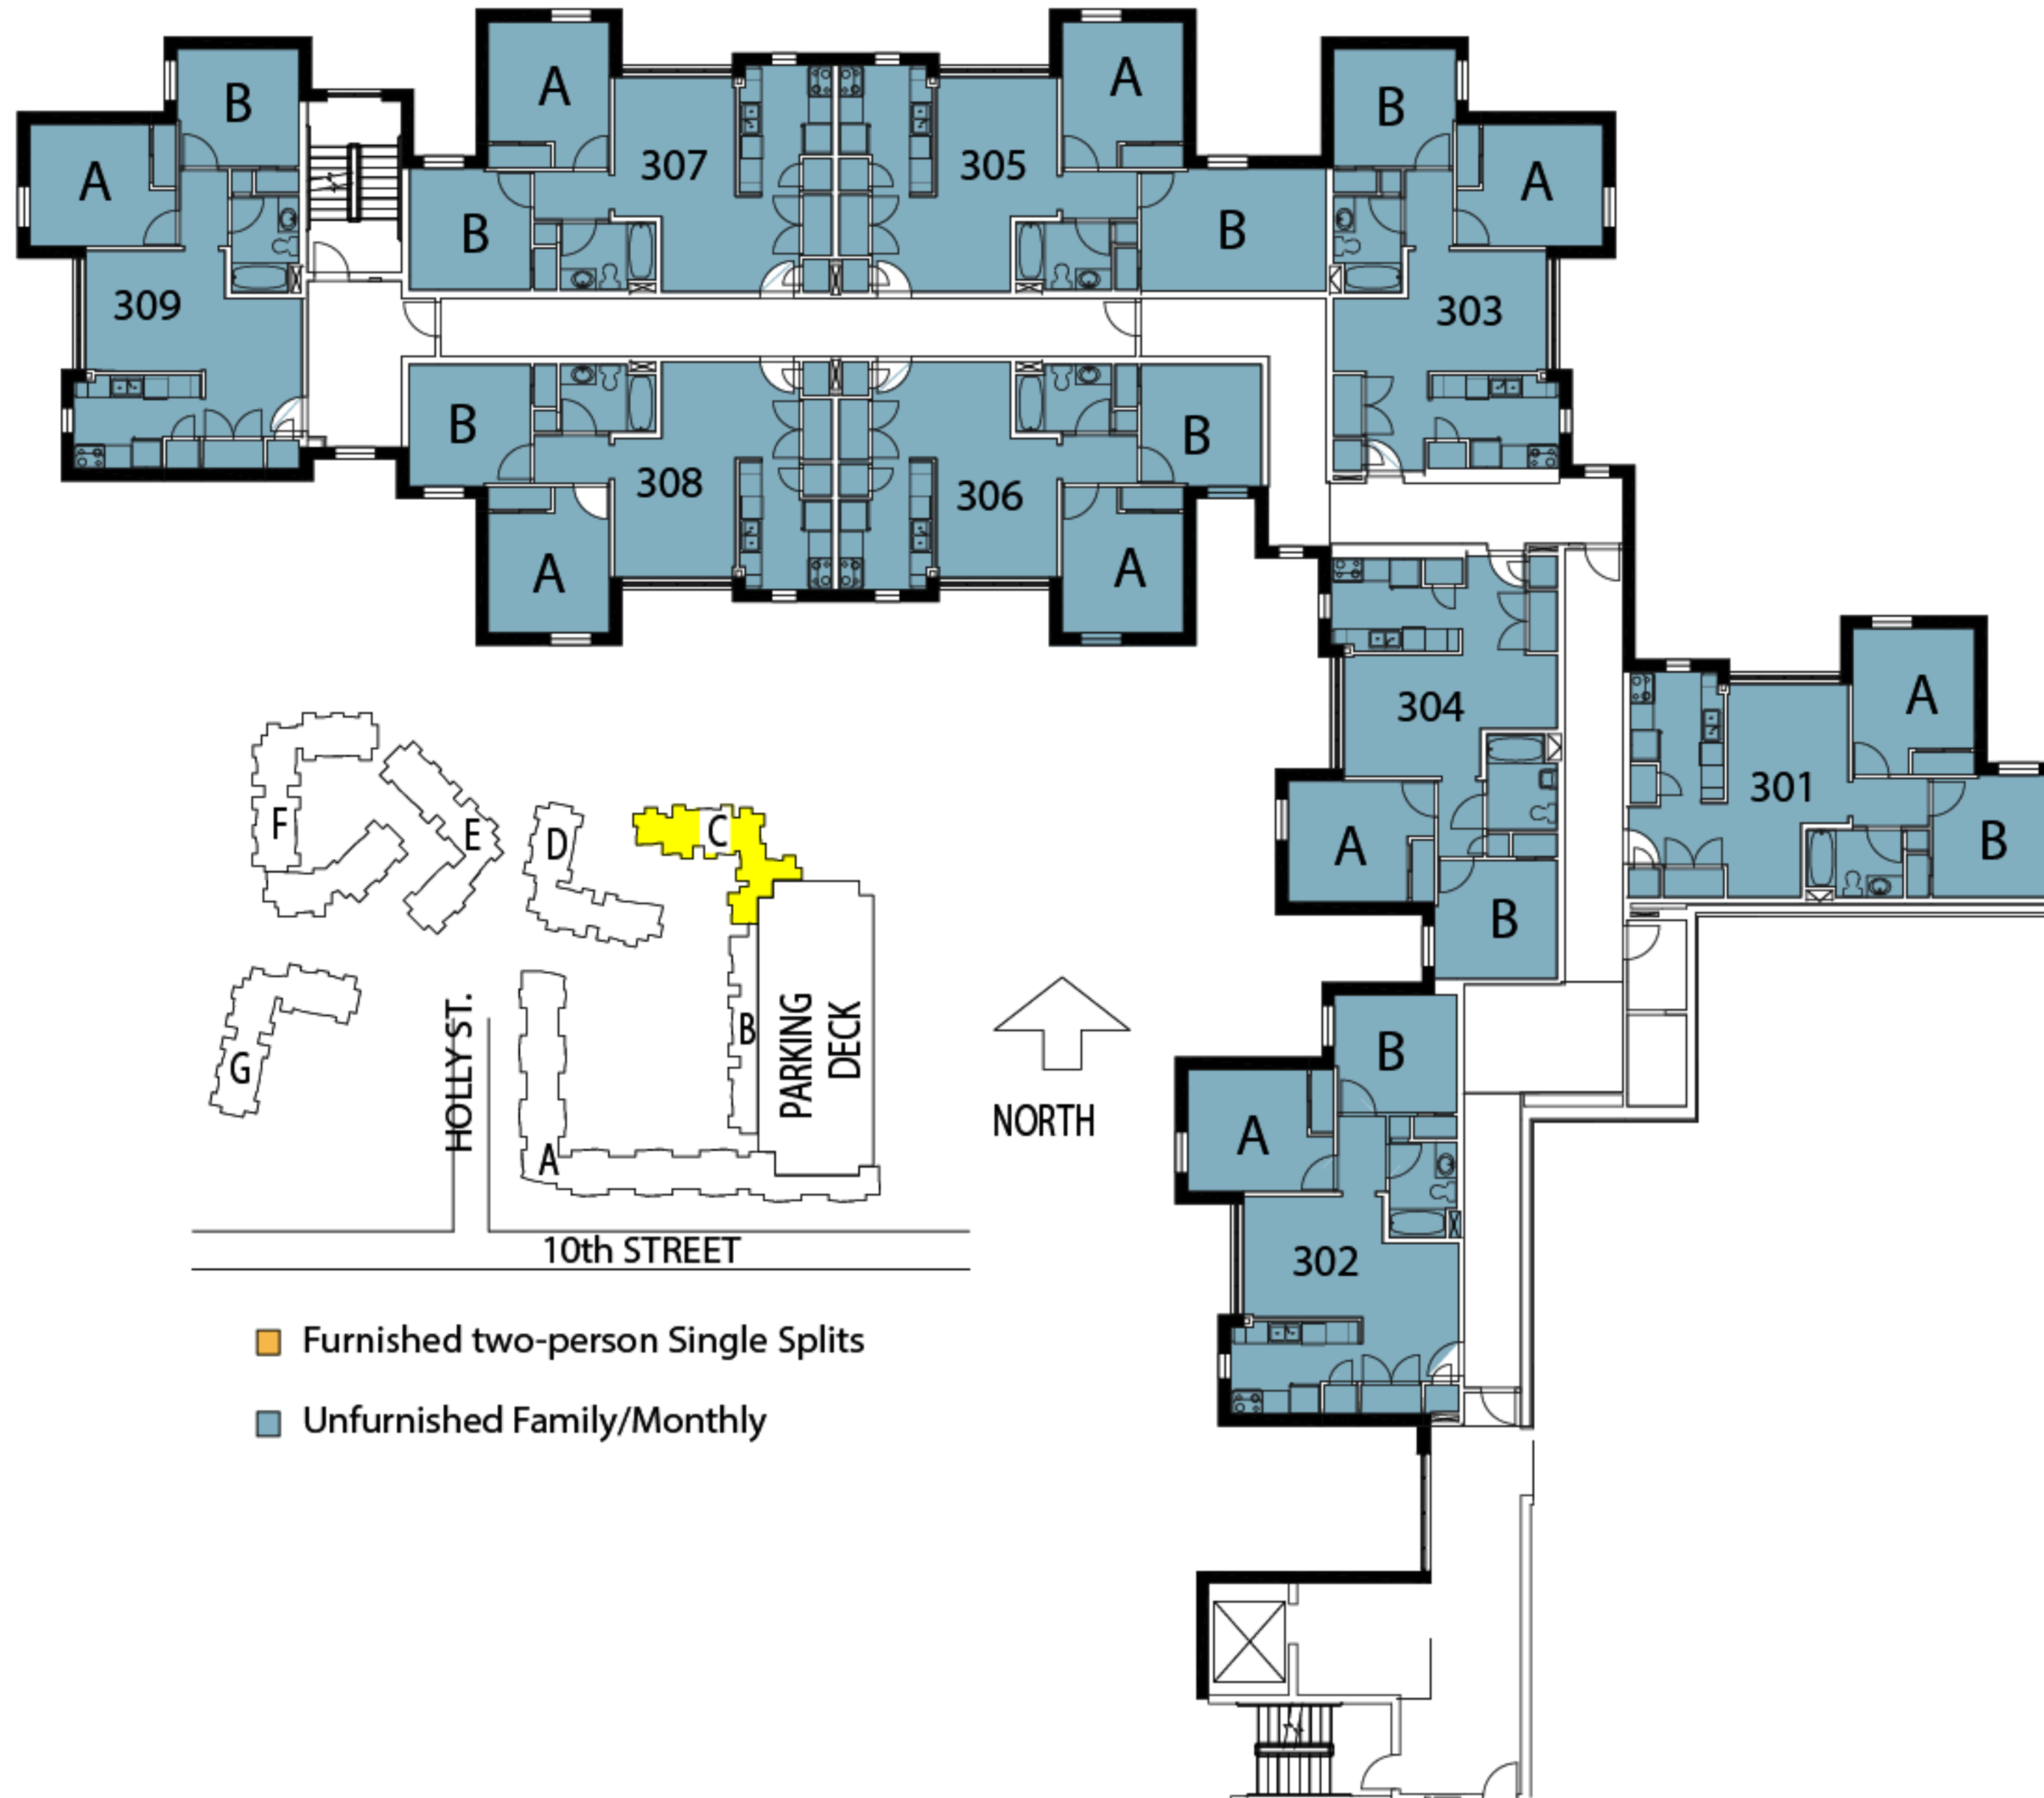 A
A
B
B
B
A
A
307
305
B
B
309
303
B
B
308
306
A
A
304
A
301
A
B
B
F
E
D
C
B
PARKING
DECK
G
HOLLY ST.
A
10th STREET
NORTH
B
A
302
Furnished two-person Single Splits
Unfurnished Family/Monthly